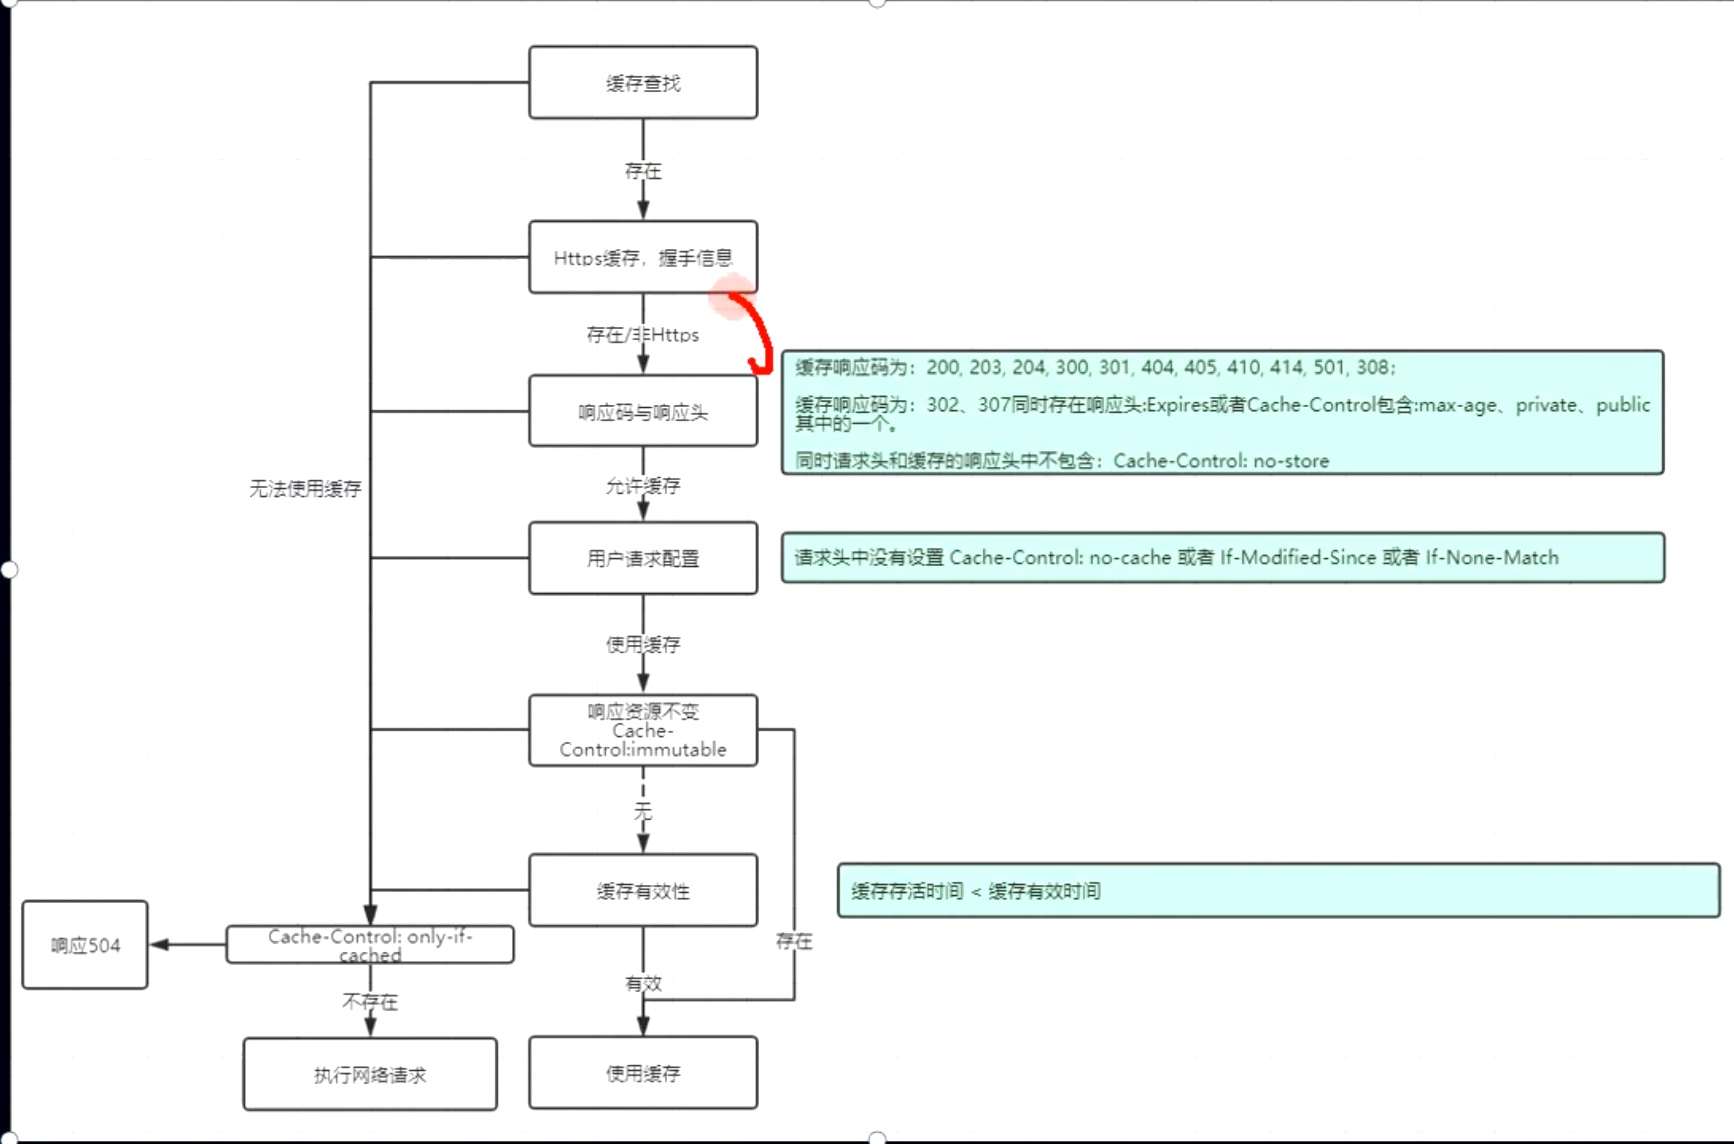 缓存查找
存在
Https缓存，握手信息
存在/非Https
响应码与响应头
缓存响应码为：200, 203, 204, 300, 301, 404, 405, 410, 414, 501, 308；
缓存响应码为：302、307同时存在响应头:Expires或者Cache-Control包含:max-age、private、public
其中的一个。
同时请求头和缓存的响应头中不包含：Cache-Control: no-store
无法使用缓存
允许缓存
用户请求配置
请求头中没有设置 Cache-Control: no-cache 或者 If-Modified-Since 或者 If-None-Match
使用缓存
响应资源不变
Cache-
Control:immutable
无
缓存有效性
缓存存活时间 < 缓存有效时间
响应504
Cache-Control: only-if-
cached
存在
有效
不存在
执行网络请求
使用缓存